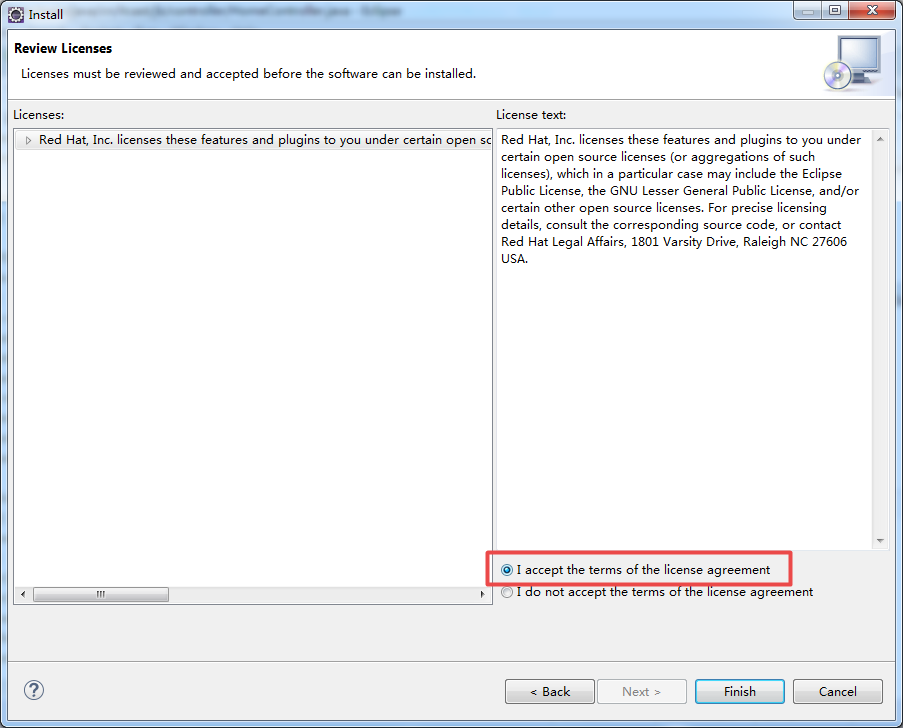 Install
Review Licenses
Licenses must be reviewed and accepted before the software can be installed.
Licenses:
Red Hat, Inc. licenses these features and plugins to you under certain open sc
License text:
Red Hat, Inc. licenses these features and plugins to you under
certain open source licenses (or aggregations of such
licenses), which in a particular case may include the Eclipse
Public License, the GNU Lesser General Public License, and/or
certain other open source licenses. For precise licensing
details, consult the corresponding source code, or contact
Red Hat Legal Affairs, 1801 Varsity Drive, Raleigh NC 27606
USA.
I accept the terms of the license agreement
I do not accept the terms of the license agreement
?
< Back
Next >
Finish
Cancel